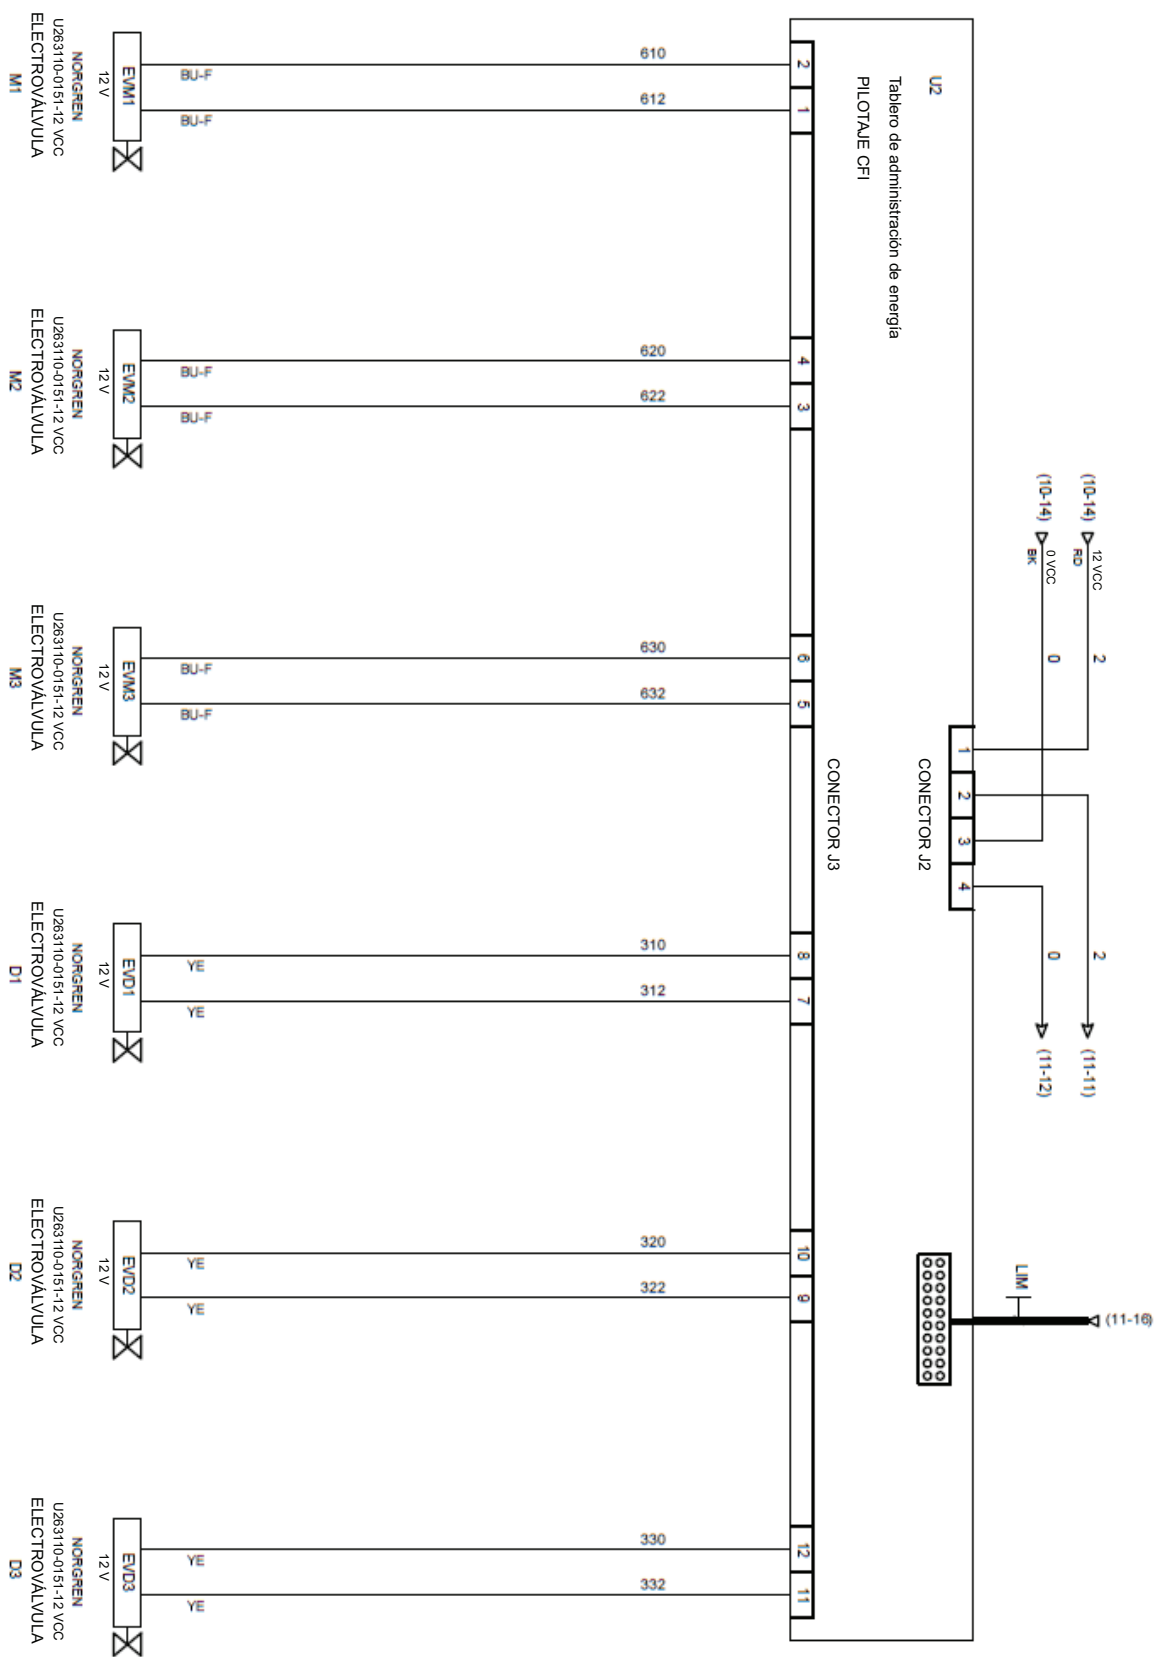 (10-14)
12 VCC
RD
2
2
(11-11)
(10-14)
0 VCC
BK
0
0
(11-12)
LIM
(11-16)
U2
Tablero de administración de energía
PILOTAJE CFI
CONECTOR J2
1
2
3
4
CONECTOR J3
2
1
4
3
6
5
8
7
10
9
12
11
610
612
620
622
630
632
310
312
320
322
330
332
BU-F
BU-F
BU-F
BU-F
BU-F
BU-F
YE
YE
YE
YE
YE
YE
EVM1
12 V
NORGREN
U263110-0151-12 VCC
ELECTROVÁLVULA
M1
EVM2
12 V
NORGREN
U263110-0151-12 VCC
ELECTROVÁLVULA
M2
EVM3
12 V
NORGREN
U263110-0151-12 VCC
ELECTROVÁLVULA
M3
EVD1
12 V
NORGREN
U263110-0151-12 VCC
ELECTROVÁLVULA
D1
EVD2
12 V
NORGREN
U263110-0151-12 VCC
ELECTROVÁLVULA
D2
EVD3
12 V
NORGREN
U263110-0151-12 VCC
ELECTROVÁLVULA
D3